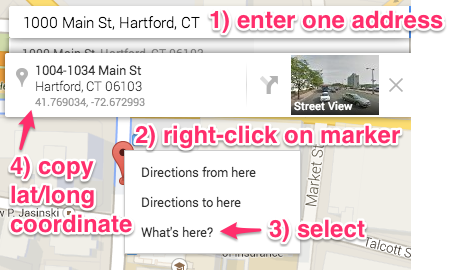 1000 Main St, Hartford, CT
1) enter one address
1004-1034 Main St
Hartford, CT 06103
41.769034, -72.672993
Street View
2) right-click on marker
4) copy
lat/long
coordinate
Directions from here
Directions to here
What's here?
3) select
Market St
Talcott S
P. Jasinski
of insurance